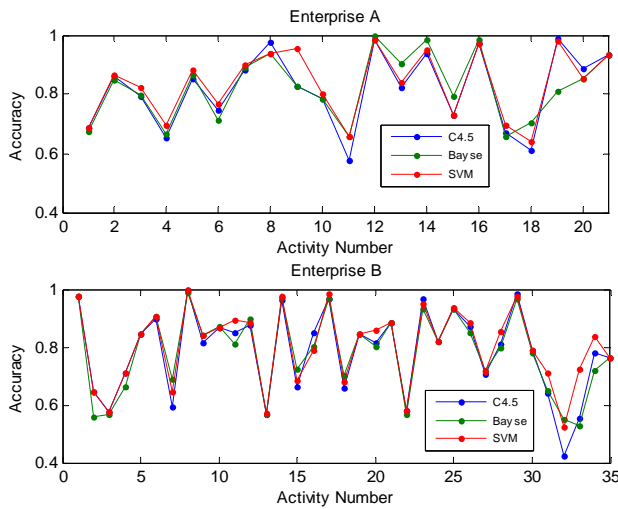 Enterprise A
1
0.8
0.6
0.4
Accuracy
C4.5
Bayse
SVM
0 2 4 6 8 10 12 14 16 18 20
Activity Number
Enterprise B
1
0.8
0.6
0.4
Accuracy
C4.5
Bayse
SVM
0 5 10 15 20 25 30 35
Activity Number